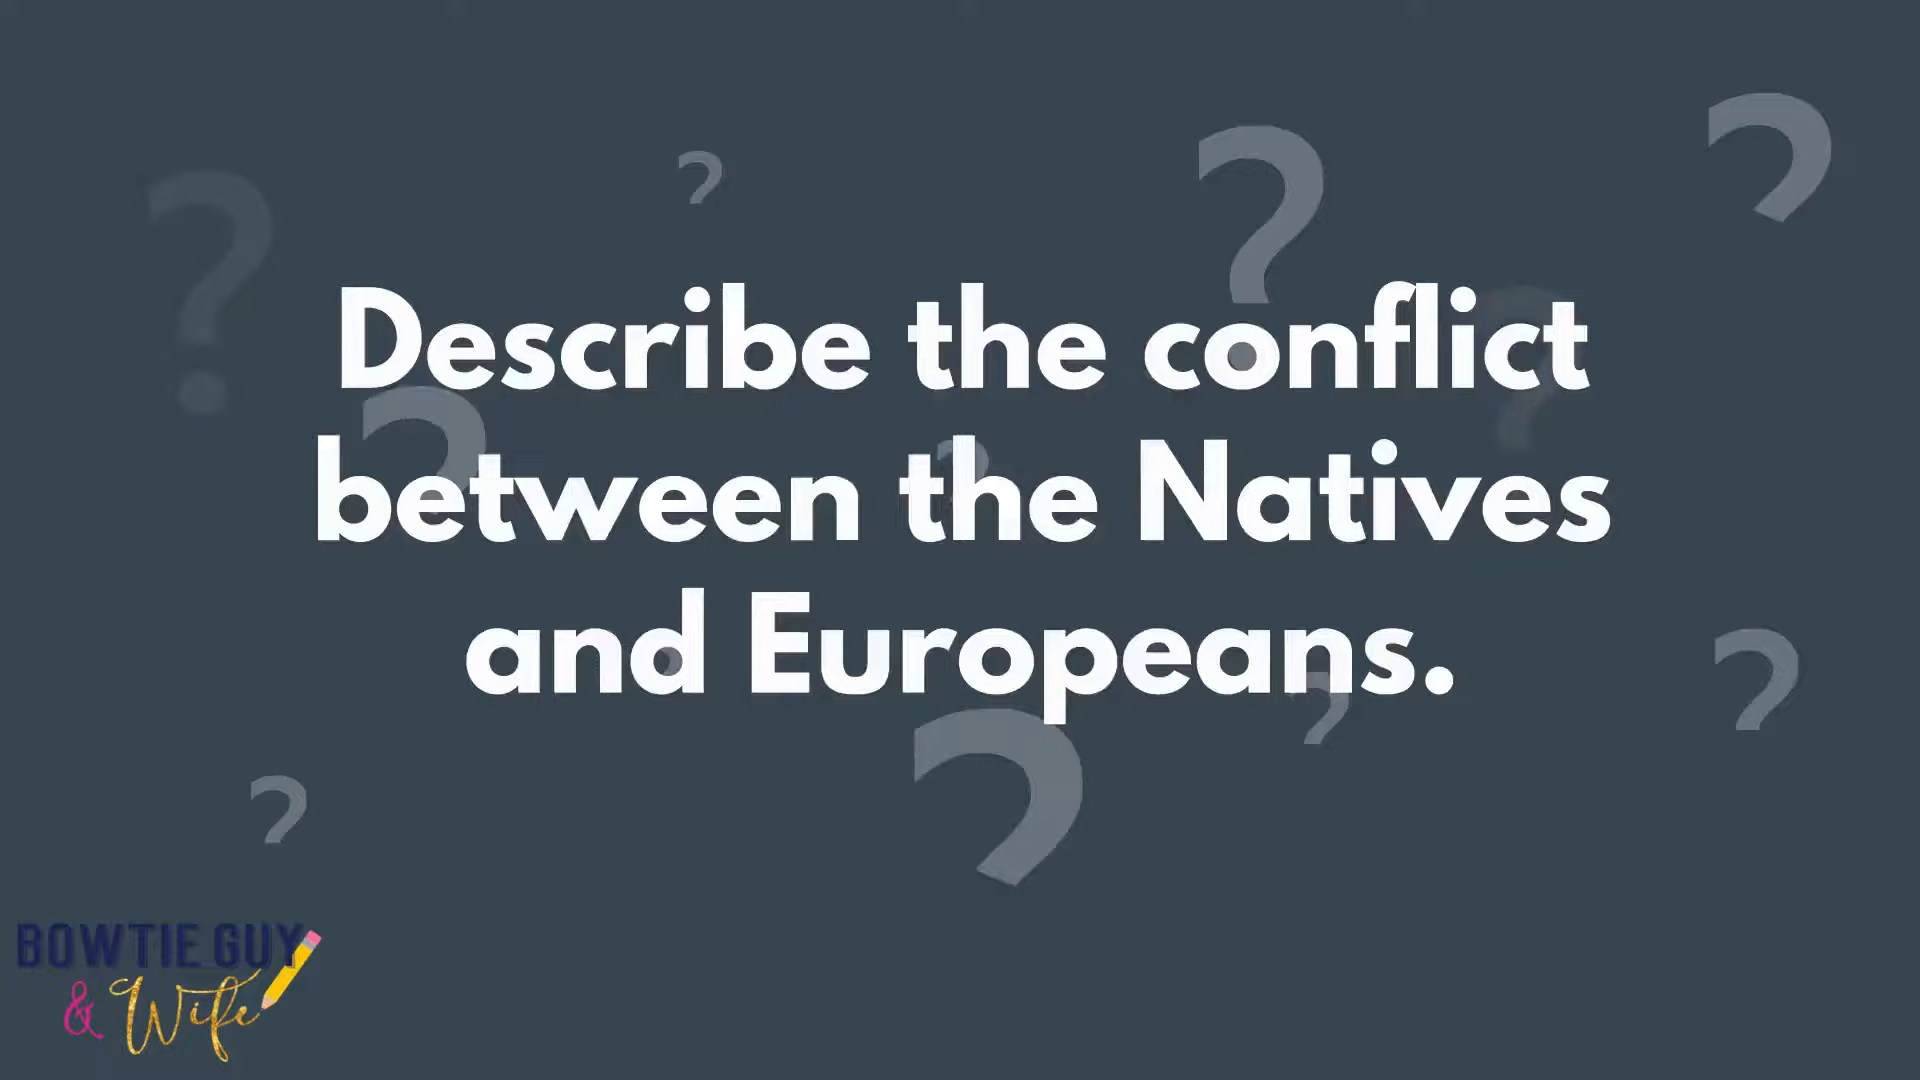 Describe the conflict
between the Natives
and Europeans.
BOWTIE GUY
& Wife